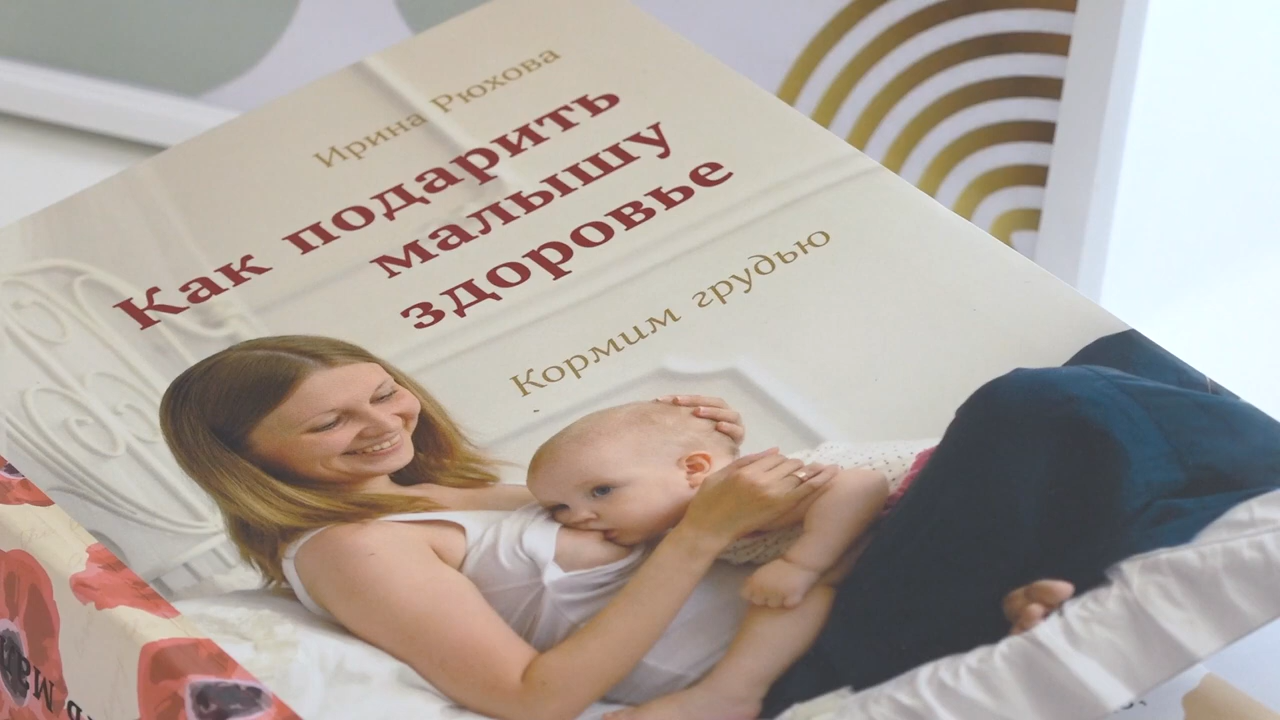 Ирина Рюхова
Как подарить
малышу
здоровье
Кормим грудью